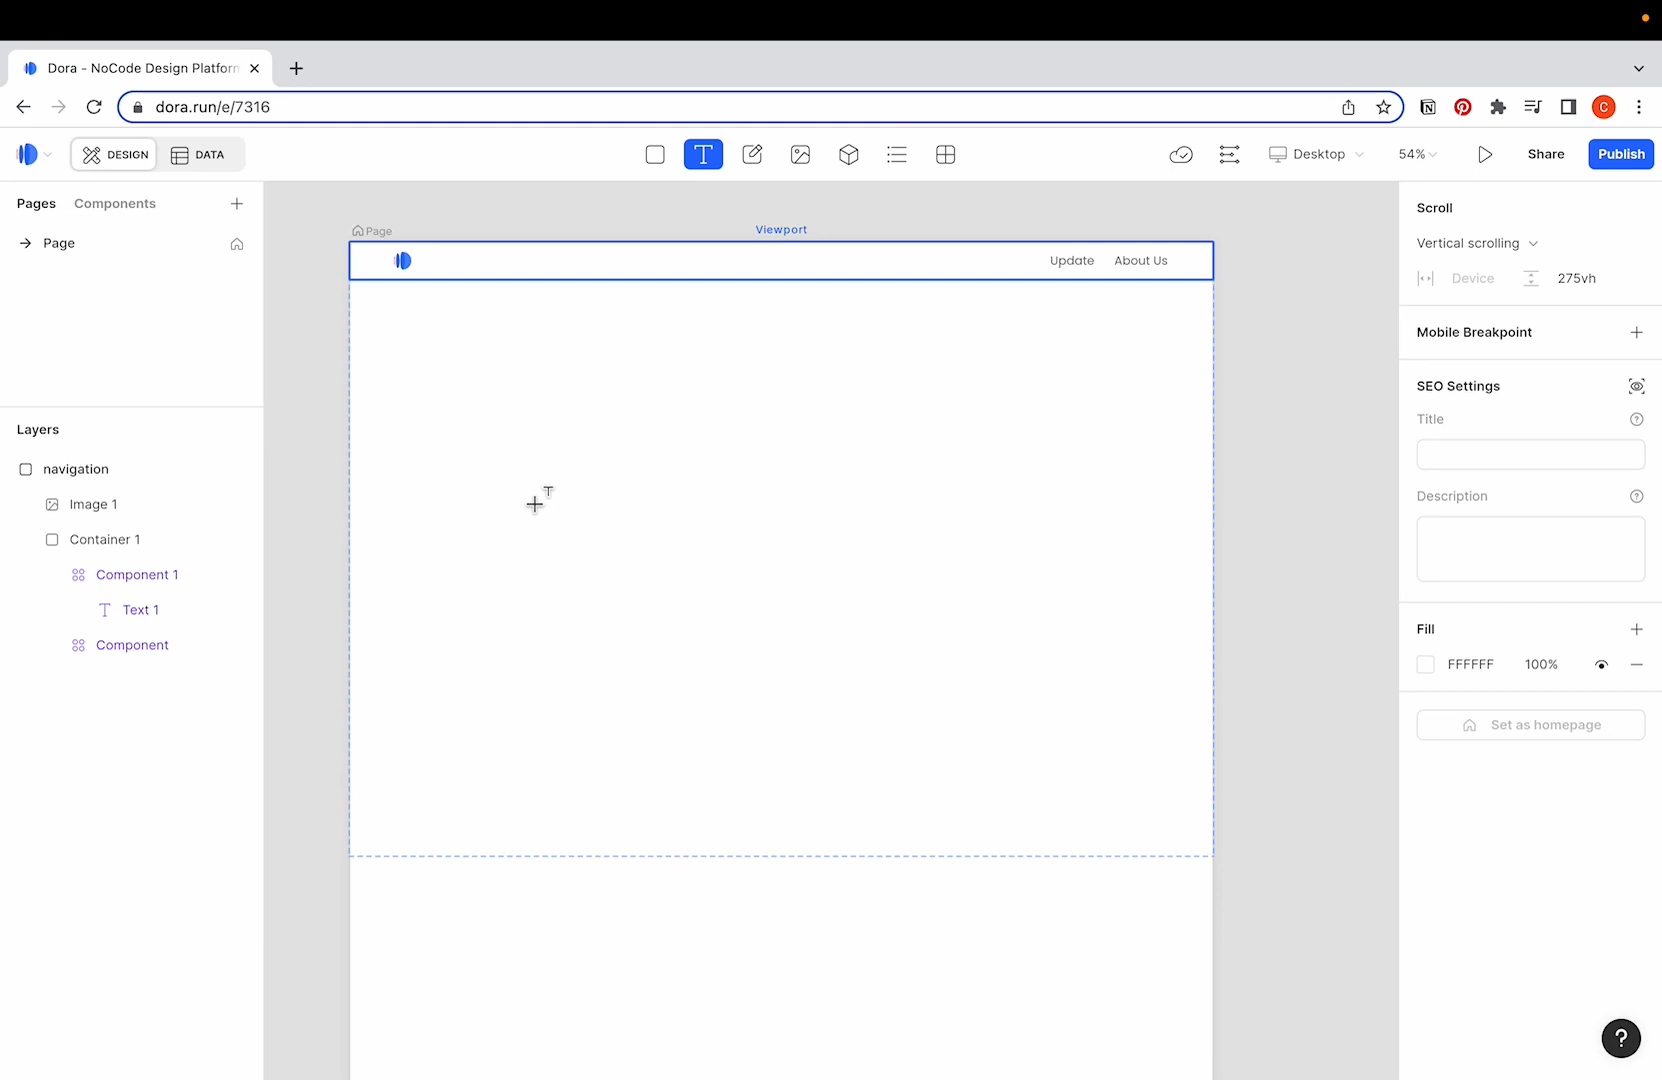 Dora - NoCode Design Platform
dora.run/e/7316
C
DESIGN
DATA
Desktop
54%
Share
Publish
Pages
Components
Page
Layers
navigation
Image 1
Container 1
Component 1
Text 1
Component
Page
Viewport
Update
About Us
Scroll
Vertical scrolling
Device
275vh
Mobile Breakpoint
SEO Settings
Title
Description
Fill
FFFFFF
100%
Set as homepage